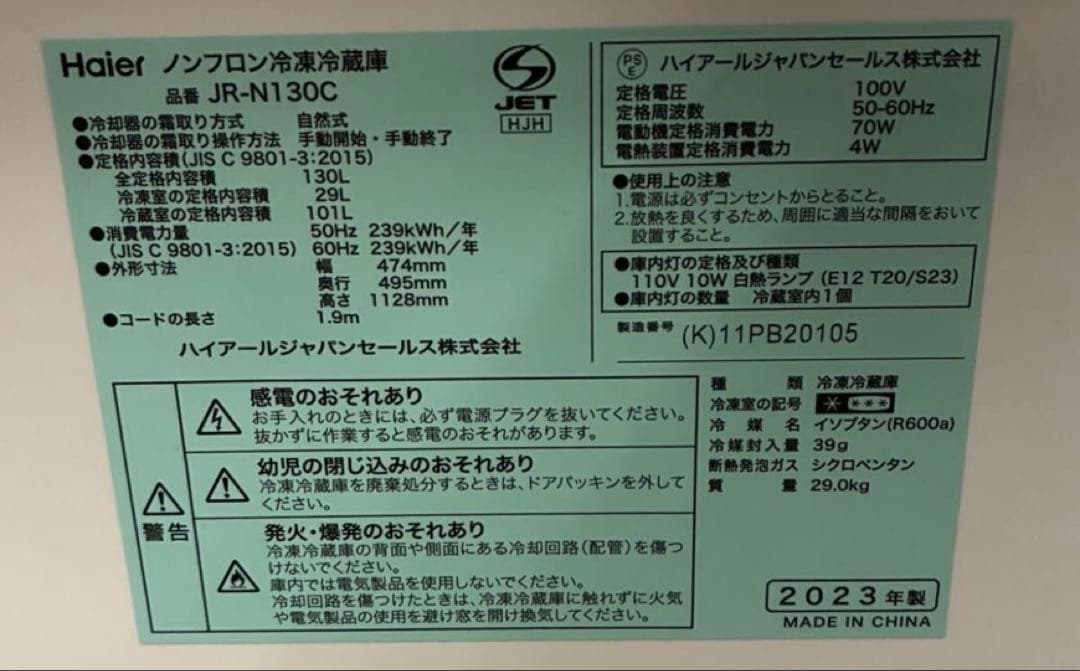 Haier ノンフロン冷凍冷蔵庫
品番 JR-N130C
●冷却器の霜取り方式 自然式
●冷却器の霜取り操作方法 手動開始・手動終了
●定格内容積(JIS C 9801-3:2015)
全定格内容積 130L
冷凍室の定格内容積 29L
冷蔵室の定格内容積 101L
●消費電力量 50Hz 239kWh/年
(JIS C 9801-3:2015) 60Hz 239kWh/年
●外形寸法 幅 474mm
奥行 495mm
高さ 1128mm
●コードの長さ 1.9m
ハイアールジャパンセールス株式会社
JET
HJH
PSE ハイアールジャパンセールス株式会社
定格電圧 100V
定格周波数 50-60Hz
電動機定格消費電力 70W
電熱装置定格消費電力 4W
●使用上の注意
1.電源は必ずコンセントからとること。
2.放熱を良くするため、周囲に適当な間隔をおいて
設置すること。
●庫内灯の定格及び種類
110V 10W 白熱ランプ (E12 T20/S23)
●庫内灯の数量 冷蔵室内1個
製造番号 (K)11PB20105
警告
感電のおそれあり
お手入れのときには、必ず電源プラグを抜いてください。
抜かずに作業すると感電のおそれがあります。
幼児の閉じ込みのおそれあり
冷凍冷蔵庫を廃棄処分するときは、ドアパッキンを外して
ください。
発火・爆発のおそれあり
冷凍冷蔵庫の背面や側面にある冷却回路(配管)を傷つ
けないでください。
庫内では電気製品を使用しないでください。
冷却回路を傷つけたときは、冷凍冷蔵庫に触れずに火気
や電気製品の使用を避け窓を開け換気してください。
種類 冷凍冷蔵庫
冷凍室の記号 * ***
冷媒名 イソブタン(R600a)
冷媒封入量 39g
断熱発泡ガス シクロペンタン
質量 29.0kg
2023年製
MADE IN CHINA